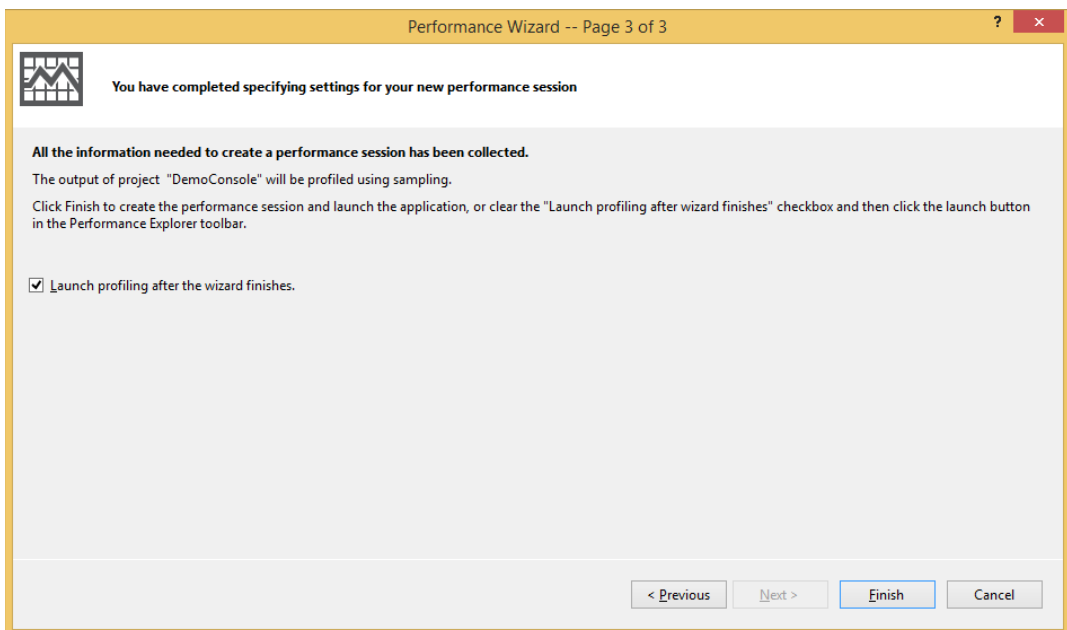 Performance Wizard -- Page 3 of 3
?
You have completed specifying settings for your new performance session
All the information needed to create a performance session has been collected.
The output of project  "DemoConsole" will be profiled using sampling.
Click Finish to create the performance session and launch the application, or clear the "Launch profiling after wizard finishes" checkbox and then click the launch button
in the Performance Explorer toolbar.
Launch profiling after the wizard finishes.
< Previous
Next >
Finish
Cancel